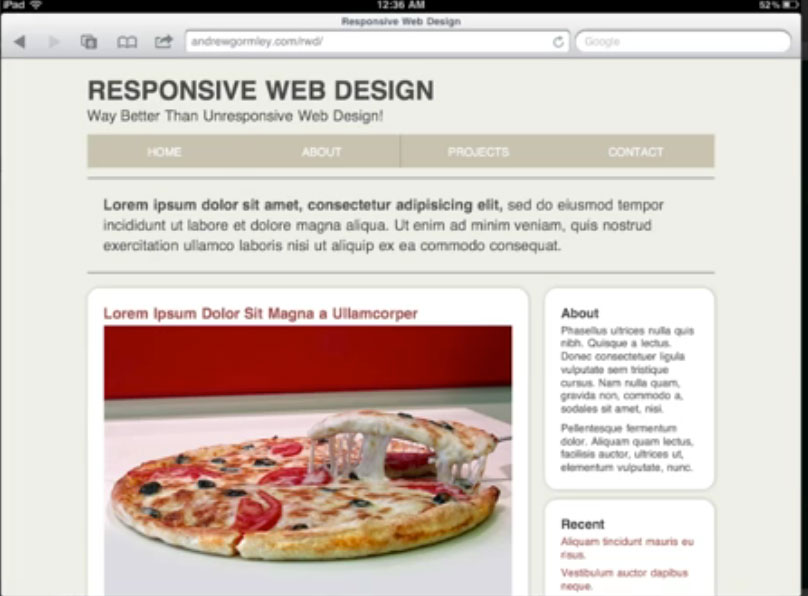 iPad 12:36 AM 52%
Responsive Web Design
andrewgormley.com/rwd/ Google
RESPONSIVE WEB DESIGN
Way Better Than Unresponsive Web Design!
HOME ABOUT PROJECTS CONTACT
Lorem ipsum dolor sit amet, consectetur adipisicing elit, sed do eiusmod tempor
incididunt ut labore et dolore magna aliqua. Ut enim ad minim veniam, quis nostrud
exercitation ullamco laboris nisi ut aliquip ex ea commodo consequat.
Lorem Ipsum Dolor Sit Magna a Ullamcorper
About
Phasellus ultrices nulla quis
nibh. Quisque a lectus.
Donec consectetuer ligula
vulputate sem tristique
cursus. Nam nulla quam,
gravida non, commodo a,
sodales sit amet, nisi.
Pellentesque fermentum
dolor. Aliquam quam lectus,
facilisis auctor, ultrices ut,
elementum vulputate, nunc.
Recent
Aliquam tincidunt mauris eu
risus.
Vestibulum auctor dapibus
neque.